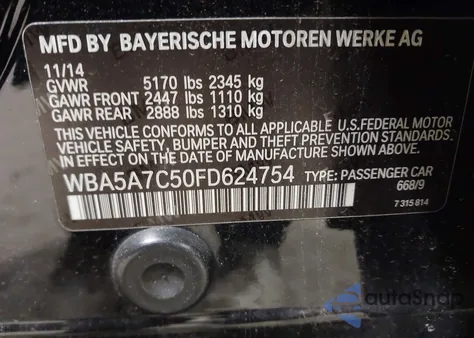 MFD BY BAYERISCHE MOTOREN WERKE AG
11/14
GVWR 5170 lbs 2345 kg
GAWR FRONT 2447 lbs 1110 kg
GAWR REAR 2888 lbs 1310 kg
THIS VEHICLE CONFORMS TO ALL APPLICABLE U.S.FEDERAL MOTOR
VEHICLE SAFETY, BUMPER AND THEFT PREVENTION STANDARDS
IN EFFECT ON THE DATE OF MANUFACTURE SHOWN ABOVE.
WBA5A7C50FD624754 TYPE: PASSENGER CAR
668/9
7 315 814
autoSnap